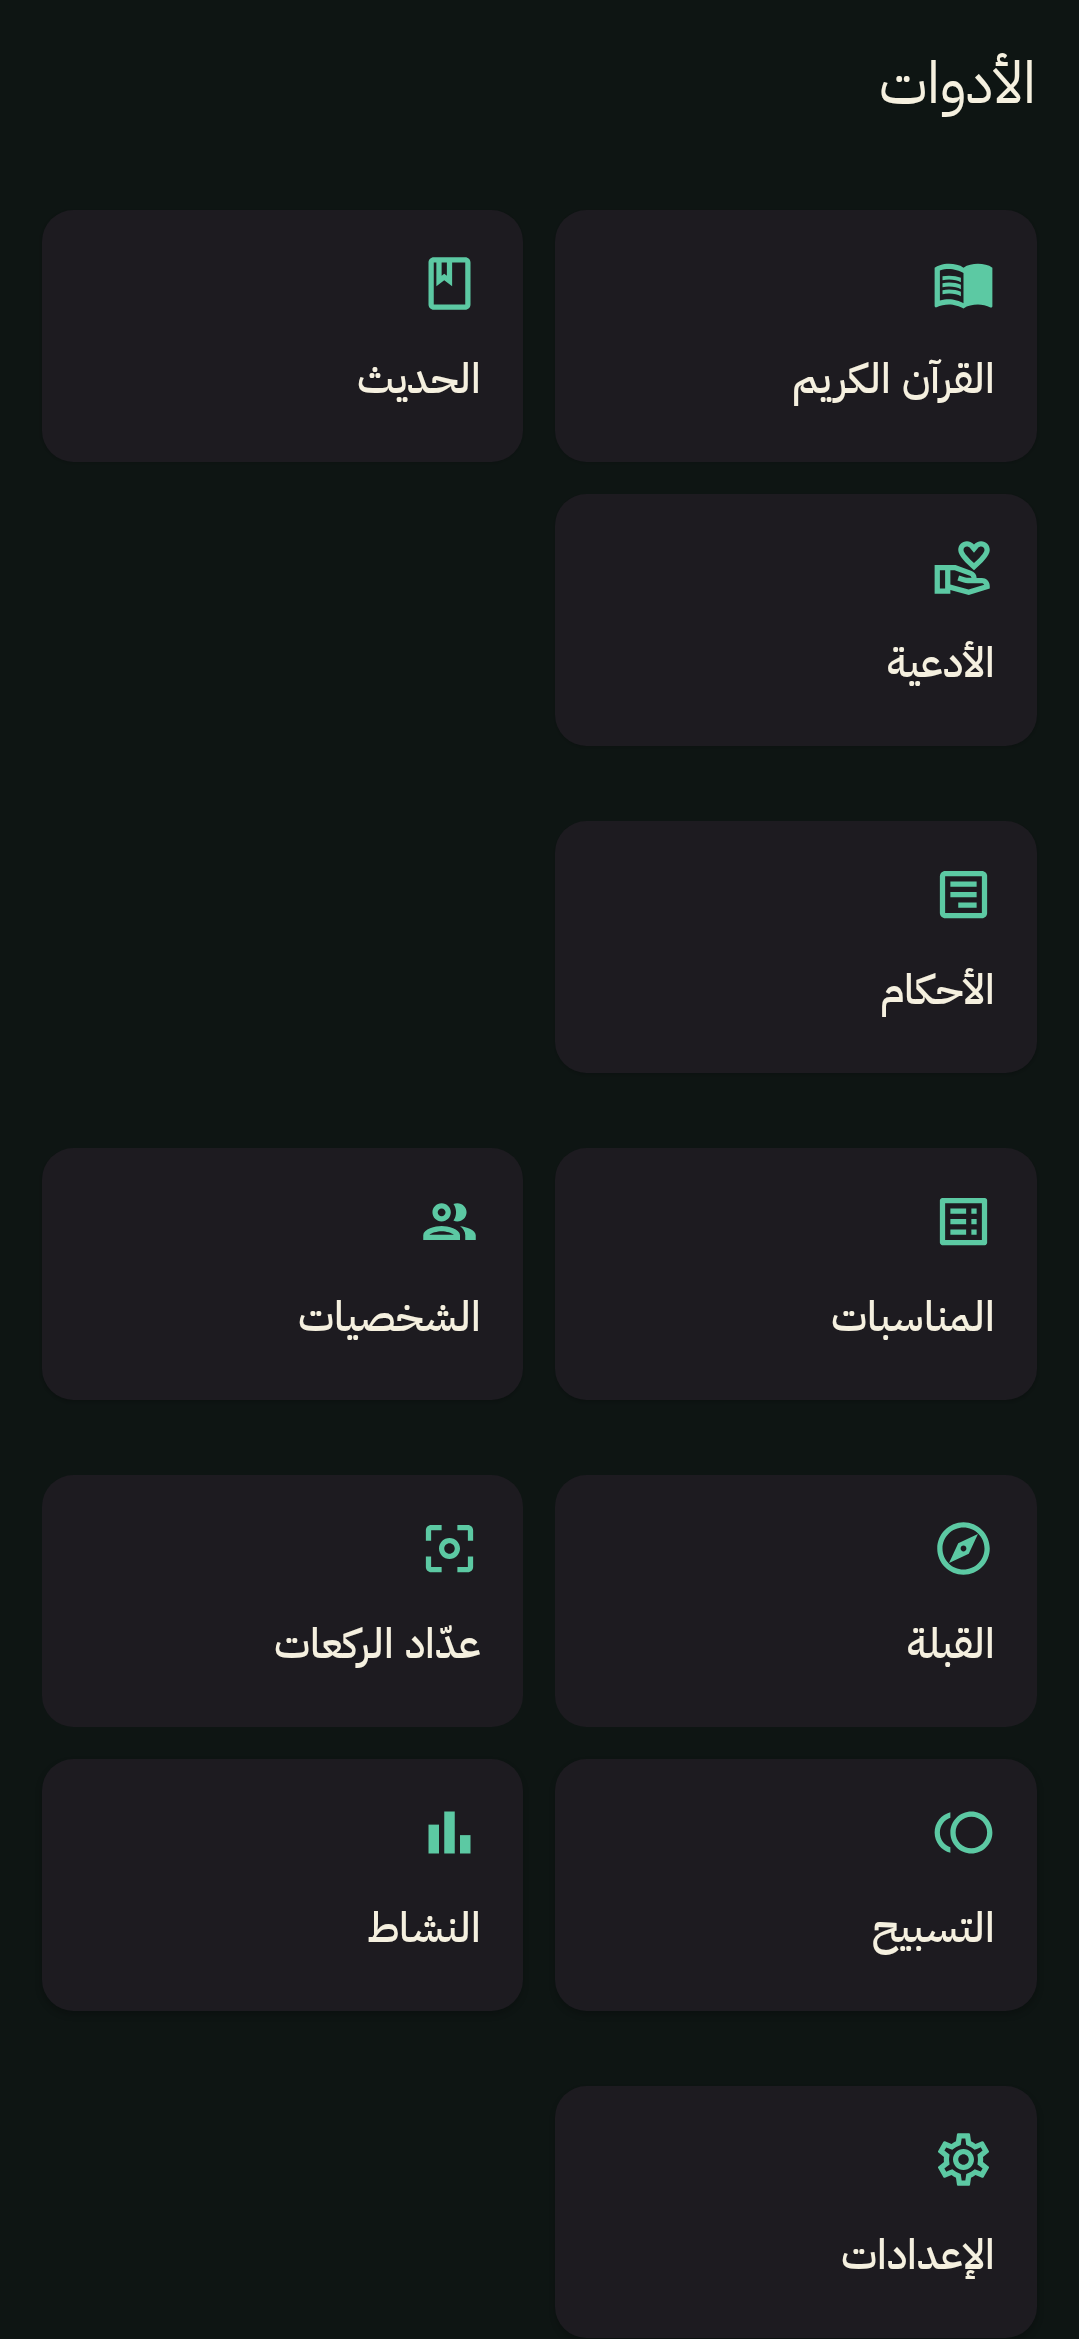 الأدوات
القرآن الكريم
الحديث
الأدعية
الأحكام
المناسبات
الشخصيات
القبلة
عدّاد الركعات
التسبيح
النشاط
الإعدادات